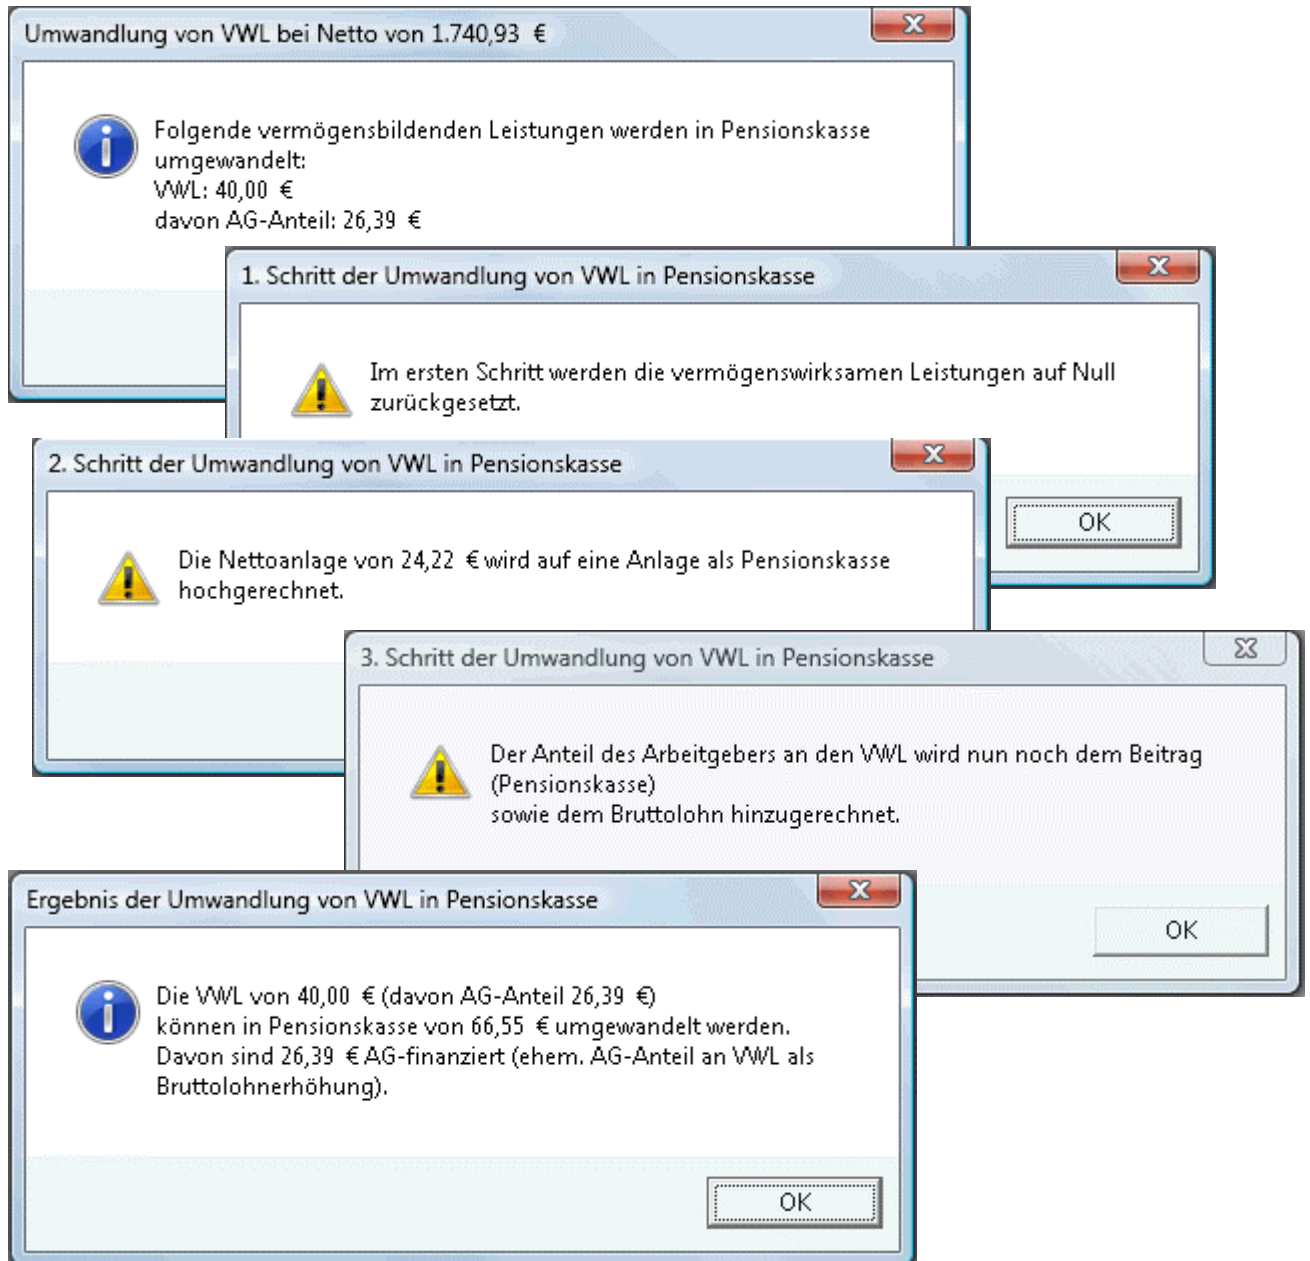 Umwandlung von VWL bei Netto von 1.740,93 €
Folgende vermögensbildenden Leistungen werden in Pensionskasse
umgewandelt:
VWL: 40,00 €
davon AG-Anteil: 26,39 €
1. Schritt der Umwandlung von VWL in Pensionskasse
Im ersten Schritt werden die vermögenswirksamen Leistungen auf Null
zurückgesetzt.
OK
2. Schritt der Umwandlung von VWL in Pensionskasse
Die Nettoanlage von 24,22 € wird auf eine Anlage als Pensionskasse
hochgerechnet.
3. Schritt der Umwandlung von VWL in Pensionskasse
Der Anteil des Arbeitgebers an den VWL wird nun noch dem Beitrag
(Pensionskasse)
sowie dem Bruttolohn hinzugerechnet.
OK
Ergebnis der Umwandlung von VWL in Pensionskasse
Die VWL von 40,00 € (davon AG-Anteil 26,39 €)
können in Pensionskasse von 66,55 € umgewandelt werden.
Davon sind 26,39 € AG-finanziert (ehem. AG-Anteil an VWL als
Bruttolohnerhöhung).
OK